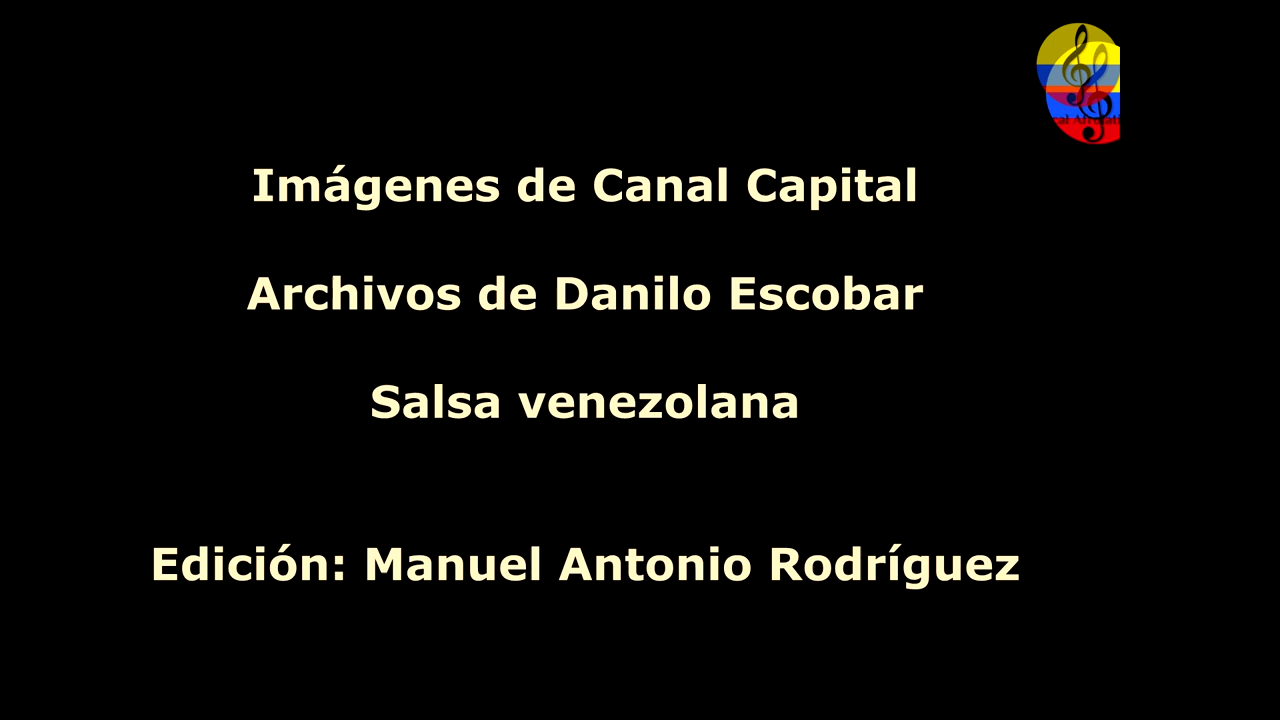 Imágenes de Canal Capital
Archivos de Danilo Escobar
Salsa venezolana
Edición: Manuel Antonio Rodríguez